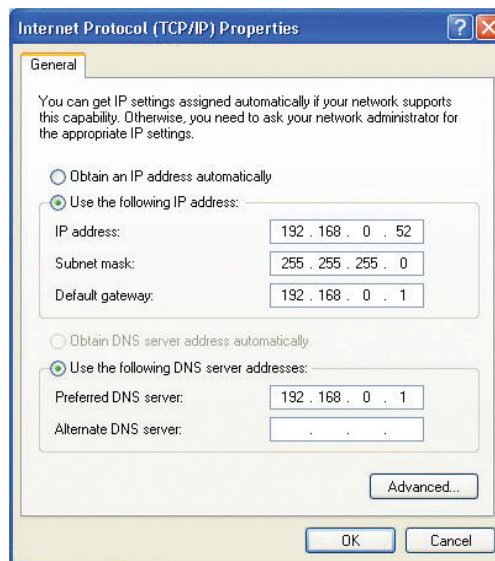 Internet Protocol (TCP/IP) Properties
General
You can get IP settings assigned automatically if your network supports
this capability. Otherwise, you need to ask your network administrator for
the appropriate IP settings.
Obtain an IP address automatically
Use the following IP address:
IP address: 192 . 168 . 0 . 52
Subnet mask: 255 . 255 . 255 . 0
Default gateway: 192 . 168 . 0 . 1
Obtain DNS server address automatically
Use the following DNS server addresses:
Preferred DNS server: 192 . 168 . 0 . 1
Alternate DNS server: . . .
Advanced...
OK Cancel